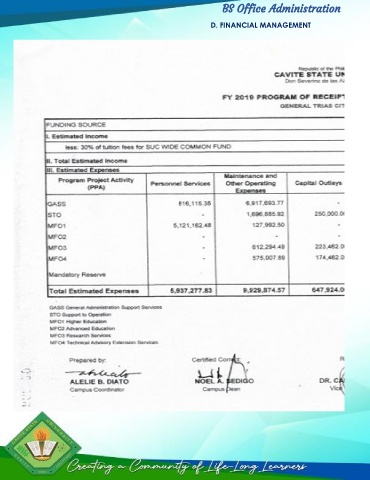 BS Office Administration
D. FINANCIAL MANAGEMENT
Republic of the Phil
CAVITE STATE UN
Don Severino de las Al
FY 2019 PROGRAM OF RECEIPT
GENERAL TRIAS CIT
FUNDING SOURCE
I. Estimated Income
less: 30% of tuition fees for SUC WIDE COMMON FUND
II. Total Estimated Income
III. Estimated Expenses
Program Project Activity (PPA) Personnel Services Maintenance and Other Operating Expenses Capital Outlays
GASS 816,115.35 6,917,693.77 -
STO - 1,696,885.92 250,000.00
MFO1 5,121,162.48 127,992.50 -
MFO2 - - -
MFO3 - 612,294.49 223,462.0
MFO4 - 575,007.89 174,462.0
Mandatory Reserve
Total Estimated Expenses 5,937,277.83 9,929,874.57 647,924.0
GASS General Administration Support Services
STO Support to Operation
MFO1 Higher Education
MFO2 Advanced Education
MFO3 Research Services
MFO4 Technical Advisory Extension Services
Prepared by: Certified Correct: R
ALELIE B. DIATO NOEL A. SEDIGO DR. CA
Campus Coordinator Campus Dean Vice
Creating a Community of Life-Long Learners